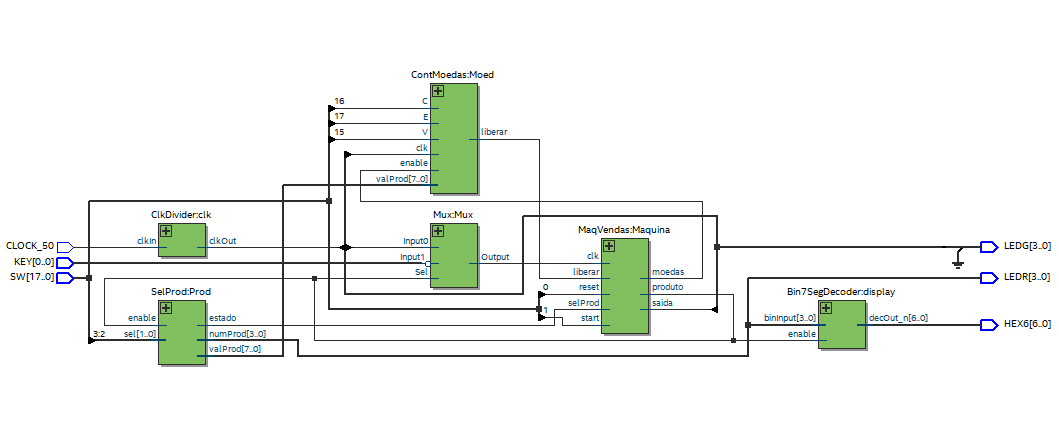 ContMoedas:Moed
16
C
17
E
15
V
liberar
clk
enable
valProd[7..0]
ClkDivider:clk
CLOCK_50
clkIn
clkOut
KEY[0..0]
SW[17..0]
Mux:Mux
Input0
Input1
Sel
Output
MaqVendas:Maquina
clk
liberar
reset
selProd
start
moedas
produto
saida
0
1
SelProd:Prod
enable
3:2
sel[1..0]
estado
numProd[3..0]
valProd[7..0]
Bin7SegDecoder:display
binInput[3..0]
enable
decOut_n[6..0]
LEDG[3..0]
LEDR[3..0]
HEX6[6..0]